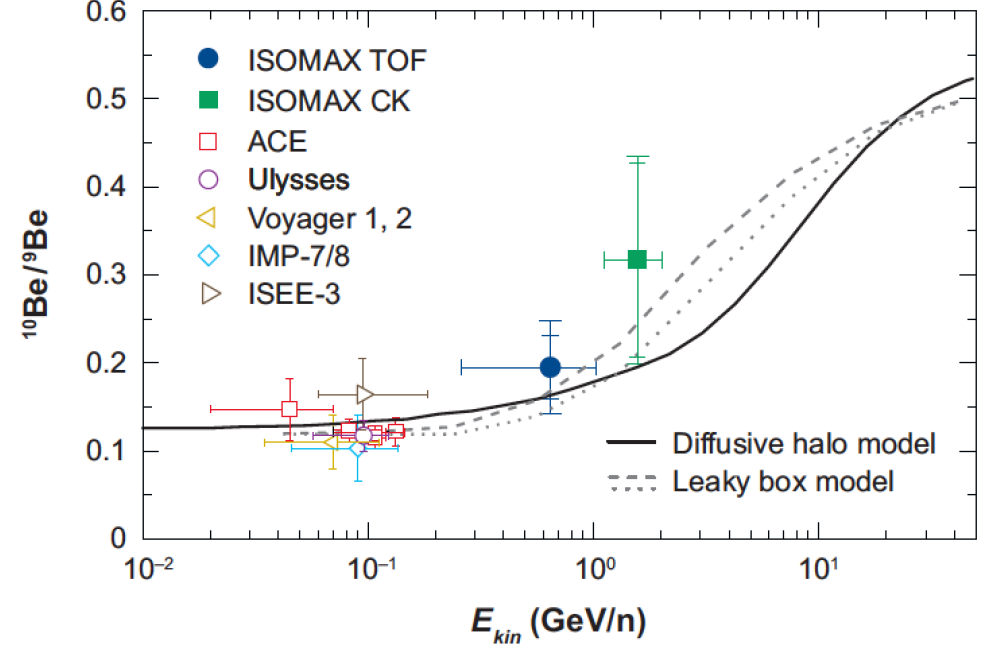 0.6
0.5
0.4
0.3
0.2
0.1
0
¹⁰Be/⁹Be
ISOMAX TOF
ISOMAX CK
ACE
Ulysses
Voyager 1, 2
IMP-7/8
ISEE-3
Diffusive halo model
Leaky box model
10⁻² 10⁻¹ 10⁰ 10¹
E_kin (GeV/n)